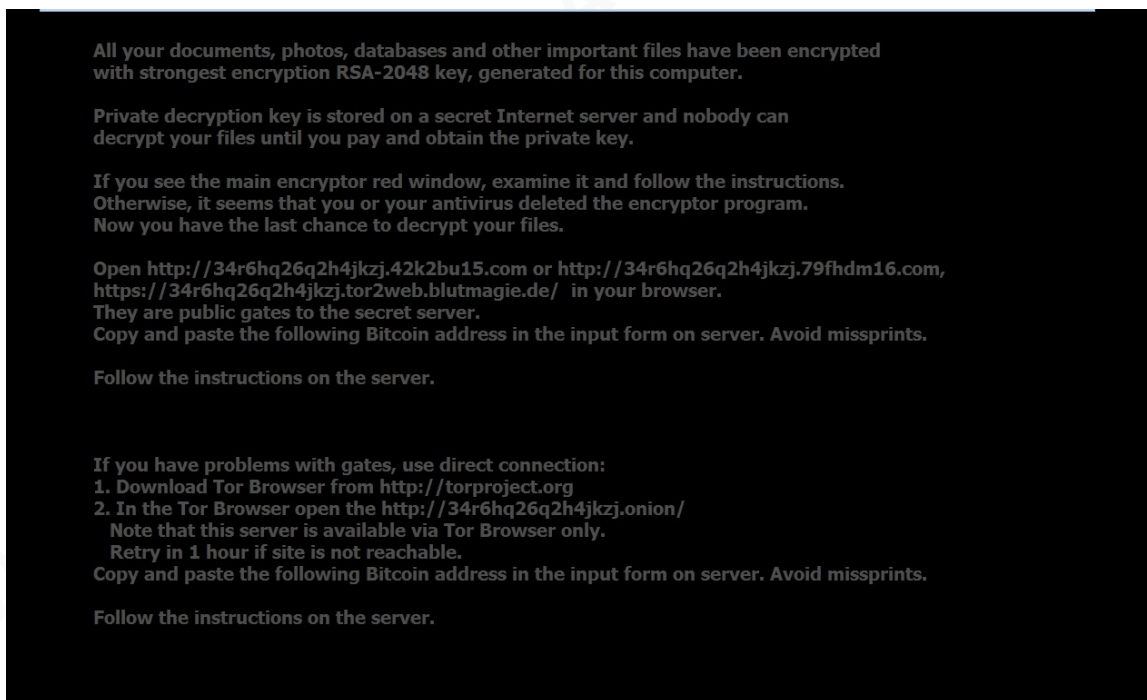 All your documents, photos, databases and other important files have been encrypted
with strongest encryption RSA-2048 key, generated for this computer.
Private decryption key is stored on a secret Internet server and nobody can
decrypt your files until you pay and obtain the private key.
If you see the main encryptor red window, examine it and follow the instructions.
Otherwise, it seems that you or your antivirus deleted the encryptor program.
Now you have the last chance to decrypt your files.
Open http://34r6hq26q2h4jkzj.42k2bu15.com or http://34r6hq26q2h4jkzj.79fhdm16.com,
https://34r6hq26q2h4jkzj.tor2web.blutmagie.de/ in your browser.
They are public gates to the secret server.
Copy and paste the following Bitcoin address in the input form on server. Avoid missprints.
Follow the instructions on the server.
If you have problems with gates, use direct connection:
1. Download Tor Browser from http://torproject.org
2. In the Tor Browser open the http://34r6hq26q2h4jkzj.onion/
Note that this server is available via Tor Browser only.
Retry in 1 hour if site is not reachable.
Copy and paste the following Bitcoin address in the input form on server. Avoid missprints.
Follow the instructions on the server.